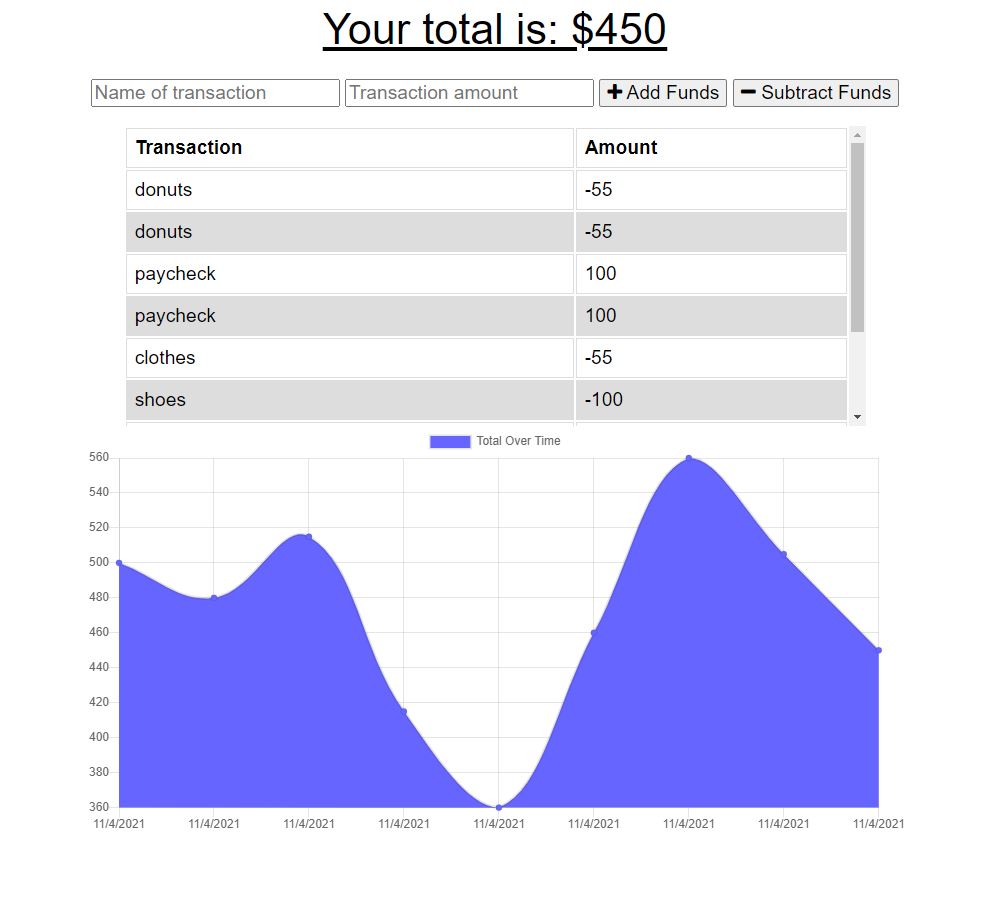 Your total is: $450
Name of transaction Transaction amount Add Funds Subtract Funds
Transaction Amount
donuts -55
donuts -55
paycheck 100
paycheck 100
clothes -55
shoes -100
Total Over Time
560
540
520
500
480
460
440
420
400
380
360
11/4/2021 11/4/2021 11/4/2021 11/4/2021 11/4/2021 11/4/2021 11/4/2021 11/4/2021 11/4/2021